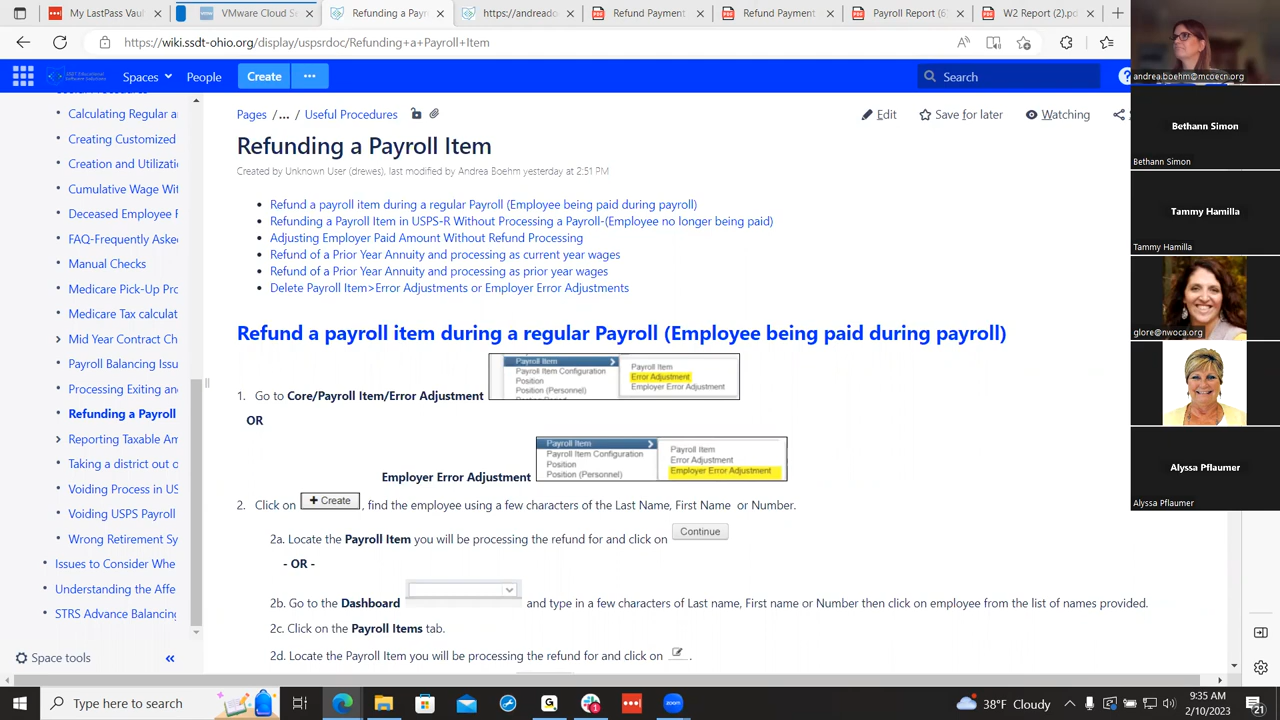 My LastPass Vaul
VMware Cloud Se
Refunding a Payr
https://andreado
Refund Payment
Refund Payment
Payroll Report (6
W2 Report (2).pd
https://wiki.ssdt-ohio.org/display/uspsrdoc/Refunding+a+Payroll+Item
Spaces
People
Create
Search
Calculating Regular a
Creating Customized
Creation and Utilizati
Cumulative Wage Wit
Deceased Employee F
FAQ-Frequently Asked
Manual Checks
Medicare Pick-Up Pro
Medicare Tax calculat
Mid Year Contract Ch
Payroll Balancing Issu
Processing Exiting an
Refunding a Payroll
Reporting Taxable Am
Taking a district out o
Voiding Process in US
Voiding USPS Payroll
Wrong Retirement Sy
Issues to Consider Whe
Understanding the Affe
STRS Advance Balancing
Space tools
Pages /... / Useful Procedures
Edit
Save for later
Watching
Refunding a Payroll Item
Created by Unknown User (drewes), last modified by Andrea Boehm yesterday at 2:51 PM
• Refund a payroll item during a regular Payroll (Employee being paid during payroll)
• Refunding a Payroll Item in USPS-R Without Processing a Payroll-(Employee no longer being paid)
• Adjusting Employer Paid Amount Without Refund Processing
• Refund of a Prior Year Annuity and processing as current year wages
• Refund of a Prior Year Annuity and processing as prior year wages
• Delete Payroll Item>Error Adjustments or Employer Error Adjustments
Refund a payroll item during a regular Payroll (Employee being paid during payroll)
1. Go to Core/Payroll Item/Error Adjustment
Payroll Item
Payroll Item Configuration
Position
Position (Personnel)
Payroll Item
Error Adjustment
Employer Error Adjustment
OR
Employer Error Adjustment
Payroll Item
Payroll Item Configuration
Position
Position (Personnel)
Payroll Item
Error Adjustment
Employer Error Adjustment
2. Click on + Create , find the employee using a few characters of the Last Name, First Name or Number.
2a. Locate the Payroll Item you will be processing the refund for and click on Continue
- OR -
2b. Go to the Dashboard and type in a few characters of Last name, First name or Number then click on employee from the list of names provided.
2c. Click on the Payroll Items tab.
2d. Locate the Payroll Item you will be processing the refund for and click on .
andrea.boehm@mcoecn.org
Bethann Simon
Bethann Simon
Tammy Hamilla
Tammy Hamilla
glore@nwoca.org
Alyssa Pflaumer
Alyssa Pflaumer
Type here to search
38°F Cloudy
9:35 AM
2/10/2023
21